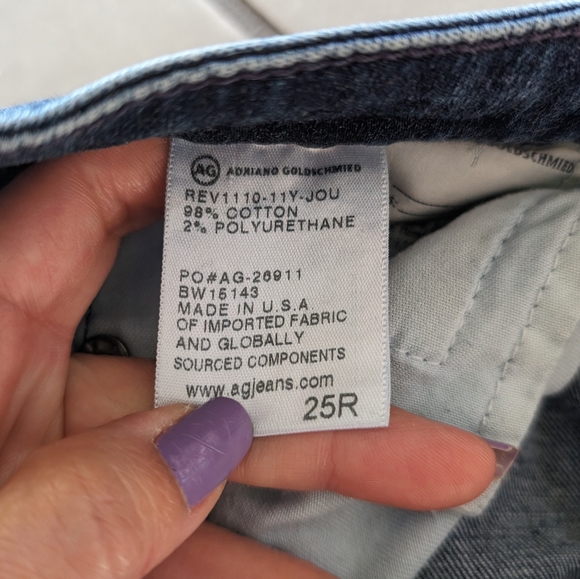 AG ADRIANO GOLDSCHMIED
REV1110-11Y-JOU
98% COTTON
2% POLYURETHANE
PO#AG-26911
BW15143
MADE IN U.S.A
OF IMPORTED FABRIC
AND GLOBALLY
SOURCED COMPONENTS
www.agjeans.com
25R
GOLDSCHMIED